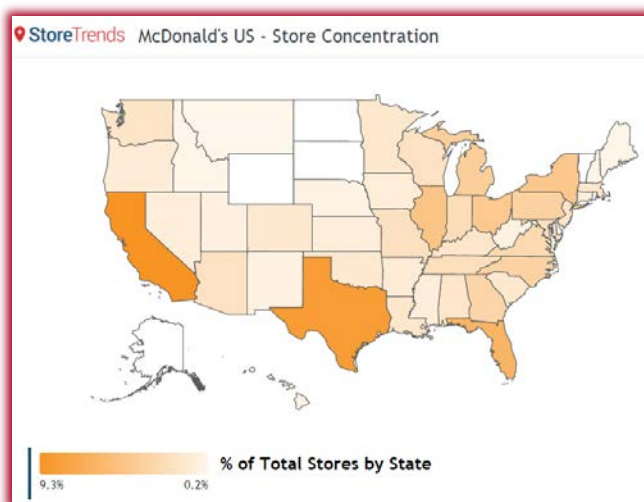 StoreTrends McDonald's US - Store Concentration
% of Total Stores by State
9.3% 0.2%